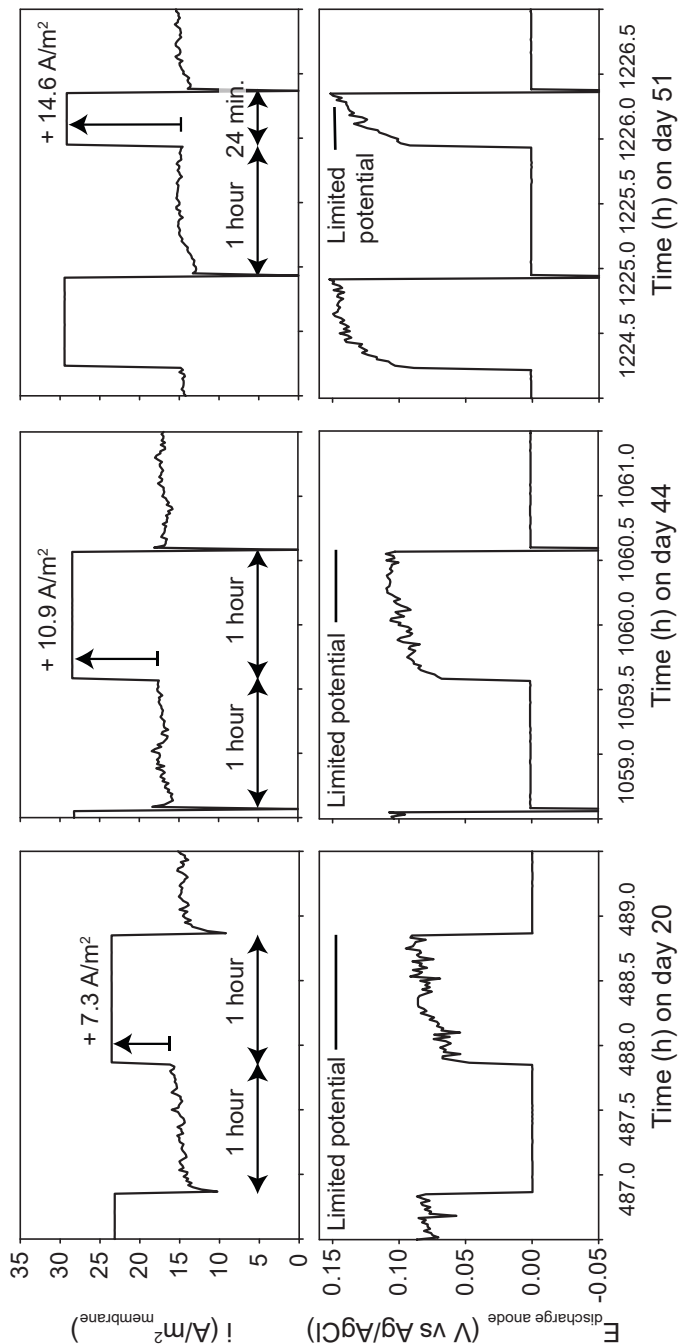 35
30
25
20
15
10
5
0
i (A/m²membrane)
+ 7.3 A/m²
1 hour
1 hour
+ 10.9 A/m²
1 hour
1 hour
+ 14.6 A/m²
1 hour
24 min.
0.15
0.10
0.05
0.00
-0.05
E discharge anode
(V vs Ag/AgCl)
Limited potential
Limited potential
Limited
potential
487.0 487.5 488.0 488.5 489.0
Time (h) on day 20
1059.0 1059.5 1060.0 1060.5 1061.0
Time (h) on day 44
1224.5 1225.0 1225.5 1226.0 1226.5
Time (h) on day 51